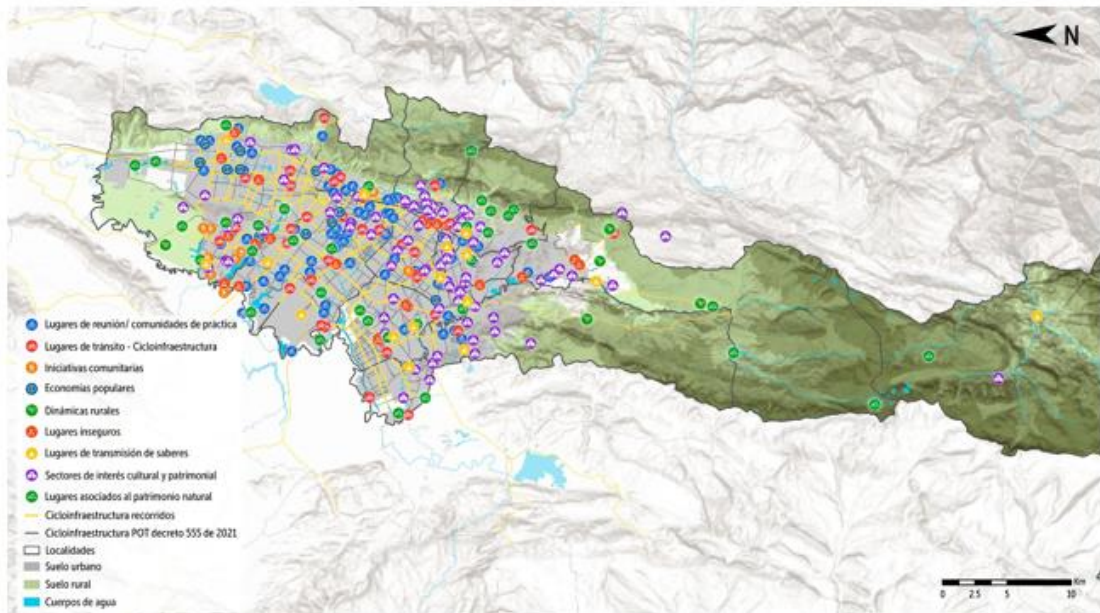 N
Lugares de reunión/ comunidades de práctica
Lugares de tránsito - Cicloinfraestructura
Iniciativas comunitarias
Economías populares
Dinámicas rurales
Lugares inseguros
Lugares de transmisión de saberes
Sectores de interés cultural y patrimonial
Lugares asociados al patrimonio natural
Cicloinfraestructura recorridos
Cicloinfraestructura POT decreto 555 de 2021
Localidades
Suelo urbano
Suelo rural
Cuerpos de agua
Km
0 2.5 5 10